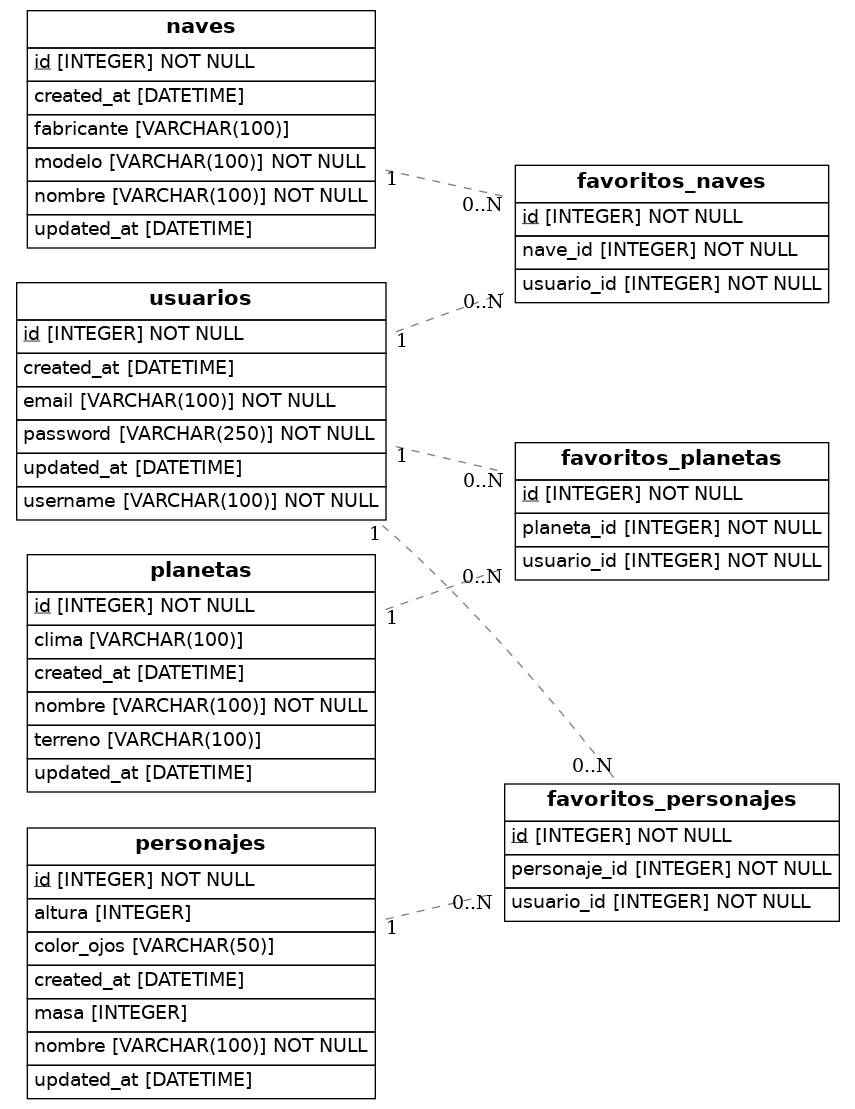 naves
id [INTEGER] NOT NULL
created_at [DATETIME]
fabricante [VARCHAR(100)]
modelo [VARCHAR(100)] NOT NULL
nombre [VARCHAR(100)] NOT NULL
updated_at [DATETIME]
1
0..N
favoritos_naves
id [INTEGER] NOT NULL
nave_id [INTEGER] NOT NULL
usuario_id [INTEGER] NOT NULL
usuarios
id [INTEGER] NOT NULL
created_at [DATETIME]
email [VARCHAR(100)] NOT NULL
password [VARCHAR(250)] NOT NULL
updated_at [DATETIME]
username [VARCHAR(100)] NOT NULL
1
0..N
1
0..N
1
0..N
favoritos_planetas
id [INTEGER] NOT NULL
planeta_id [INTEGER] NOT NULL
usuario_id [INTEGER] NOT NULL
planetas
id [INTEGER] NOT NULL
clima [VARCHAR(100)]
created_at [DATETIME]
nombre [VARCHAR(100)] NOT NULL
terreno [VARCHAR(100)]
updated_at [DATETIME]
1
0..N
favoritos_personajes
id [INTEGER] NOT NULL
personaje_id [INTEGER] NOT NULL
usuario_id [INTEGER] NOT NULL
personajes
id [INTEGER] NOT NULL
altura [INTEGER]
color_ojos [VARCHAR(50)]
created_at [DATETIME]
masa [INTEGER]
nombre [VARCHAR(100)] NOT NULL
updated_at [DATETIME]
1
0..N